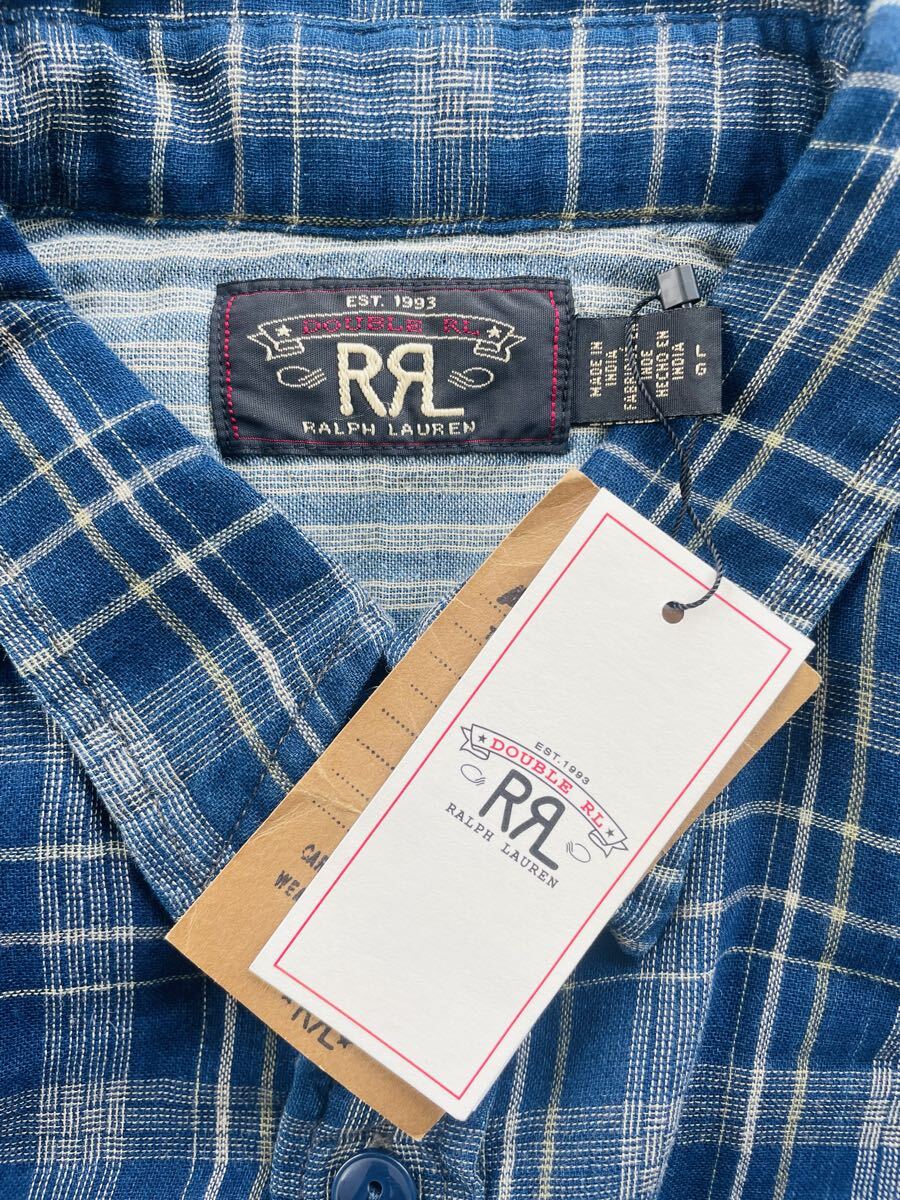 EST. 1993
DOUBLE RL
RRL
RALPH LAUREN
MADE IN
INDIA
INDE
HECHO EN
INDIA
L
G
EST. 1993
DOUBLE RL
RRL
RALPH LAUREN
RRL